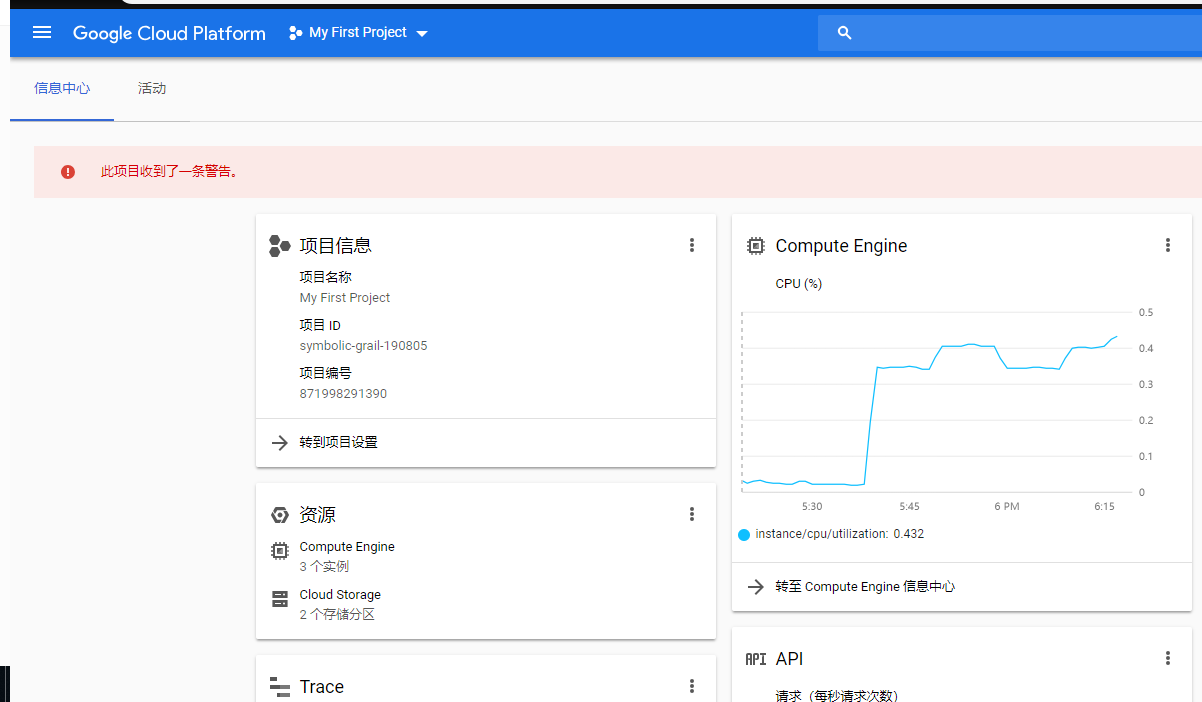 Google Cloud Platform
My First Project
信息中心
活动
此项目收到了一条警告。
项目信息
项目名称
My First Project
项目 ID
symbolic-grail-190805
项目编号
871998291390
转到项目设置
资源
Compute Engine
3 个实例
Cloud Storage
2 个存储分区
Trace
Compute Engine
CPU (%)
0.5
0.4
0.3
0.2
0.1
0
5:30
5:45
6 PM
6:15
instance/cpu/utilization: 0.432
转至 Compute Engine 信息中心
API
API
请求（每秒请求次数）